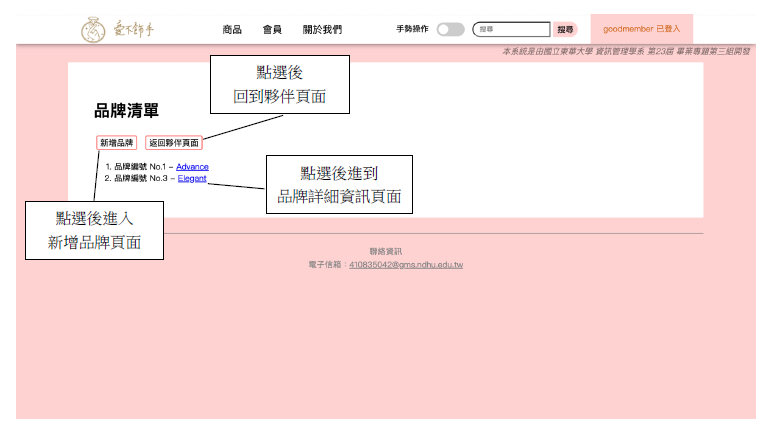 愛不飾手 商品 會員 關於我們 手勢操作 搜尋 搜尋 goodmember 已登入
本系統是由國立東華大學 資訊管理學系 第23屆 畢業專題第三組開發
點選後
回到夥伴頁面
品牌清單
新增品牌 返回夥伴頁面
1. 品牌編號 No.1 – Advance
2. 品牌編號 No.3 – Elegant
點選後進到
品牌詳細資訊頁面
點選後進入
新增品牌頁面
聯絡資訊
電子信箱：410835042@gms.ndhu.edu.tw